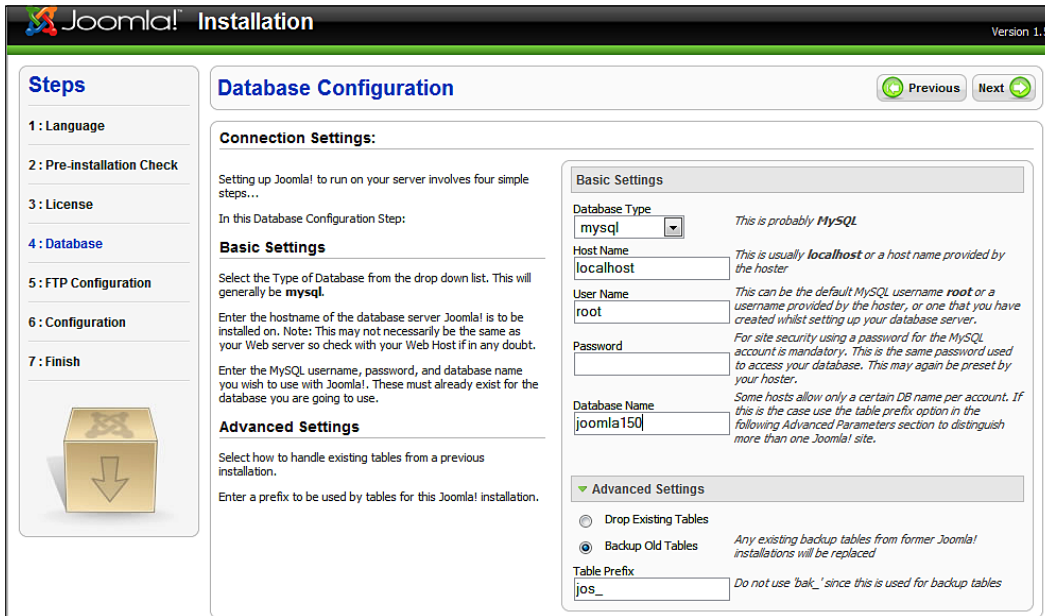 Joomla! Installation
Version 1.5
Steps
1 : Language
2 : Pre-installation Check
3 : License
4 : Database
5 : FTP Configuration
6 : Configuration
7 : Finish
Database Configuration
Previous
Next
Connection Settings:
Setting up Joomla! to run on your server involves four simple
steps...
In this Database Configuration Step:
Basic Settings
Select the Type of Database from the drop down list. This will
generally be mysql.
Enter the hostname of the database server Joomla! is to be
installed on. Note: This may not necessarily be the same as
your Web server so check with your Web Host if in any doubt.
Enter the MySQL username, password, and database name
you wish to use with Joomla!. These must already exist for the
database you are going to use.
Advanced Settings
Select how to handle existing tables from a previous
installation.
Enter a prefix to be used by tables for this Joomla! installation.
Basic Settings
Database Type
mysql
This is probably MySQL
Host Name
localhost
This is usually localhost or a host name provided by
the hoster
User Name
root
This can be the default MySQL username root or a
username provided by the hoster, or one that you have
created whilst setting up your database server.
Password
For site security using a password for the MySQL
account is mandatory. This is the same password used
to access your database. This may again be preset by
your hoster.
Database Name
joomla150
Some hosts allow only a certain DB name per account. If
this is the case use the table prefix option in the
following Advanced Parameters section to distinguish
more than one Joomla! site.
Advanced Settings
Drop Existing Tables
Backup Old Tables
Any existing backup tables from former Joomla!
installations will be replaced
Table Prefix
jos_
Do not use 'bak_' since this is used for backup tables